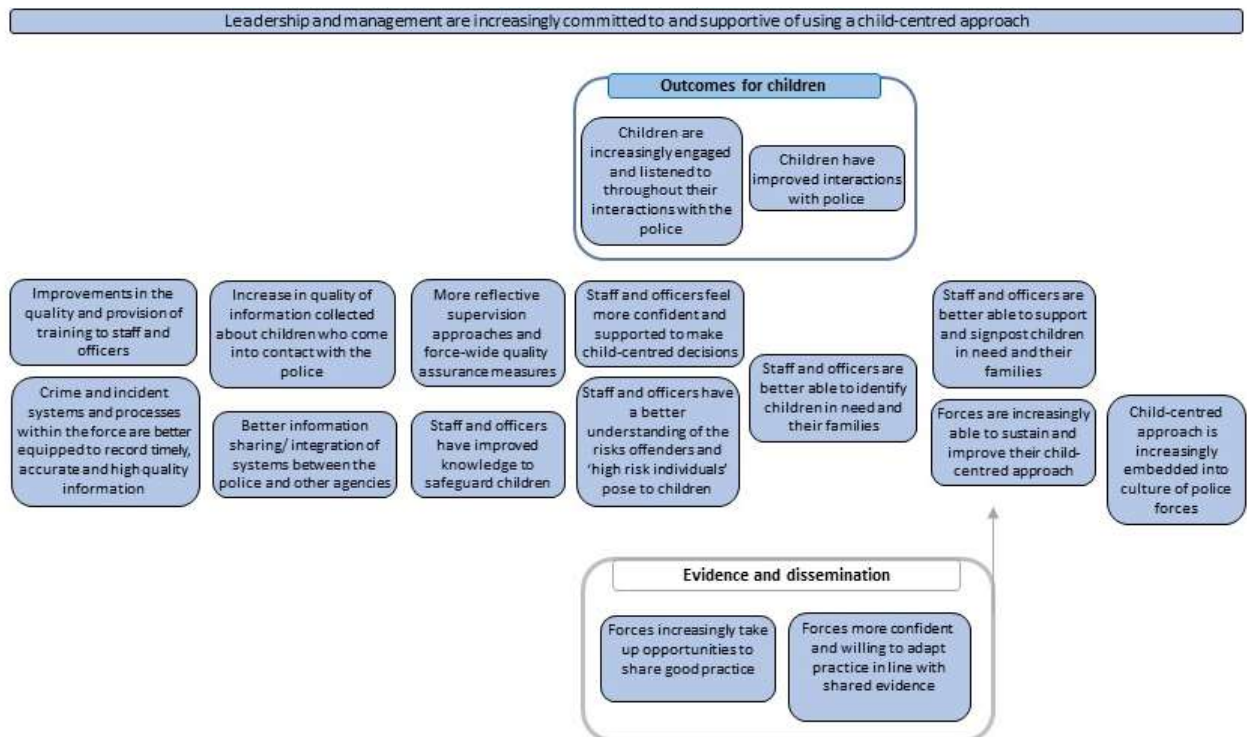 Leadership and management are increasingly committed to and supportive of using a child-centred approach
Outcomes for children
Children are
increasingly engaged
and listened to
throughout their
interactions with the
police
Children have
improved interactions
with police
Improvements in the
quality and provision of
training to staff and
officers
Increase in quality of
information collected
about children who come
into contact with the
police
More reflective
supervision
approaches and
force-wide quality
assurance measures
Staff and officers feel
more confident and
supported to make
child-centred decisions
Staff and officers are
better able to support
and signpost children
in need and their
families
Crime and incident
systems and processes
within the force are better
equipped to record timely,
accurate and high quality
information
Better information
sharing/ integration of
systems between the
police and other agencies
Staff and officers
have improved
knowledge to
safeguard children
Staff and officers have
a better
understanding of the
risks offenders and
‘high risk individuals’
pose to children
Staff and officers are
better able to identify
children in need and
their families
Forces are increasingly
able to sustain and
improve their child-
centred approach
Child-centred
approach is
increasingly
embedded into
culture of police
forces
Evidence and dissemination
Forces increasingly take
up opportunities to
share good practice
Forces more confident
and willing to adapt
practice in line with
shared evidence